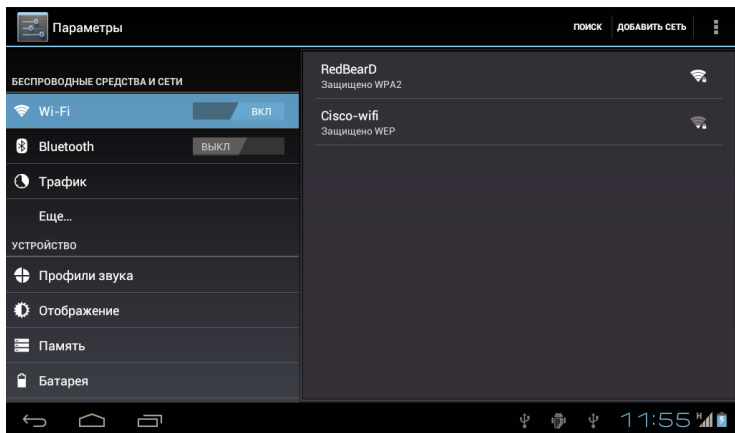 Параметры
ПОИСК
ДОБАВИТЬ СЕТЬ
БЕСПРОВОДНЫЕ СРЕДСТВА И СЕТИ
Wi-Fi
ВКЛ
Bluetooth
ВЫКЛ
Трафик
Еще...
УСТРОЙСТВО
Профили звука
Отображение
Память
Батарея
RedBearD
Защищено WPA2
Cisco-wifi
Защищено WEP
11:55
H